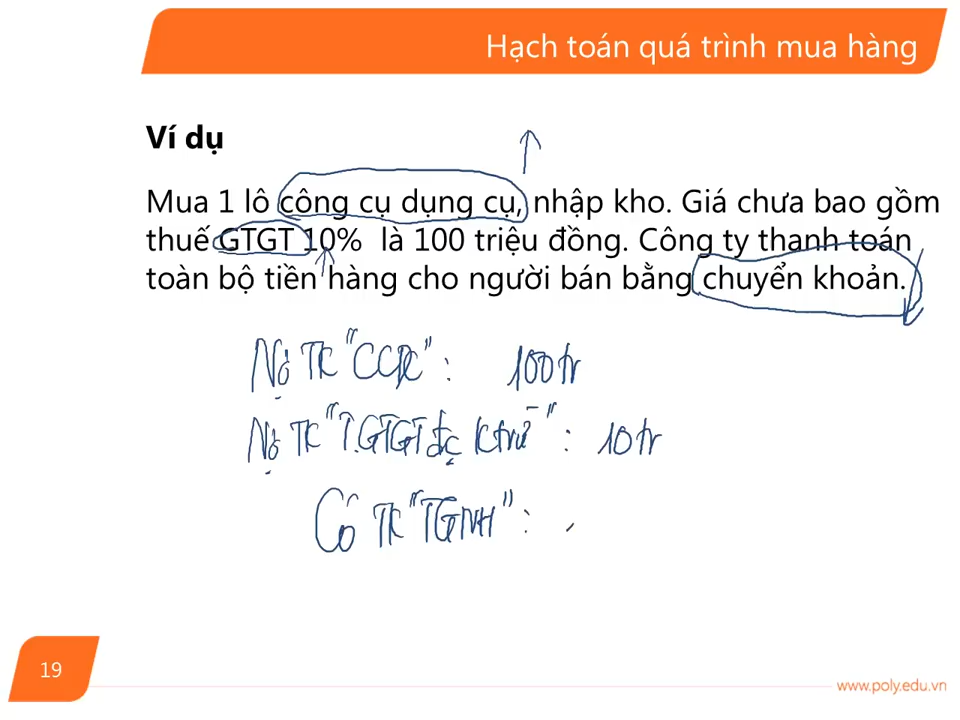 Hạch toán quá trình mua hàng
Ví dụ
Mua 1 lô công cụ dụng cụ, nhập kho. Giá chưa bao gồm
thuế GTGT 10% là 100 triệu đồng. Công ty thanh toán
toàn bộ tiền hàng cho người bán bằng chuyển khoản.
Nợ TK "CCDC": 100tr
Nợ TK "T.GTGT đc Ktrừ": 10tr
Có TK "TGNH":
19
www.poly.edu.vn